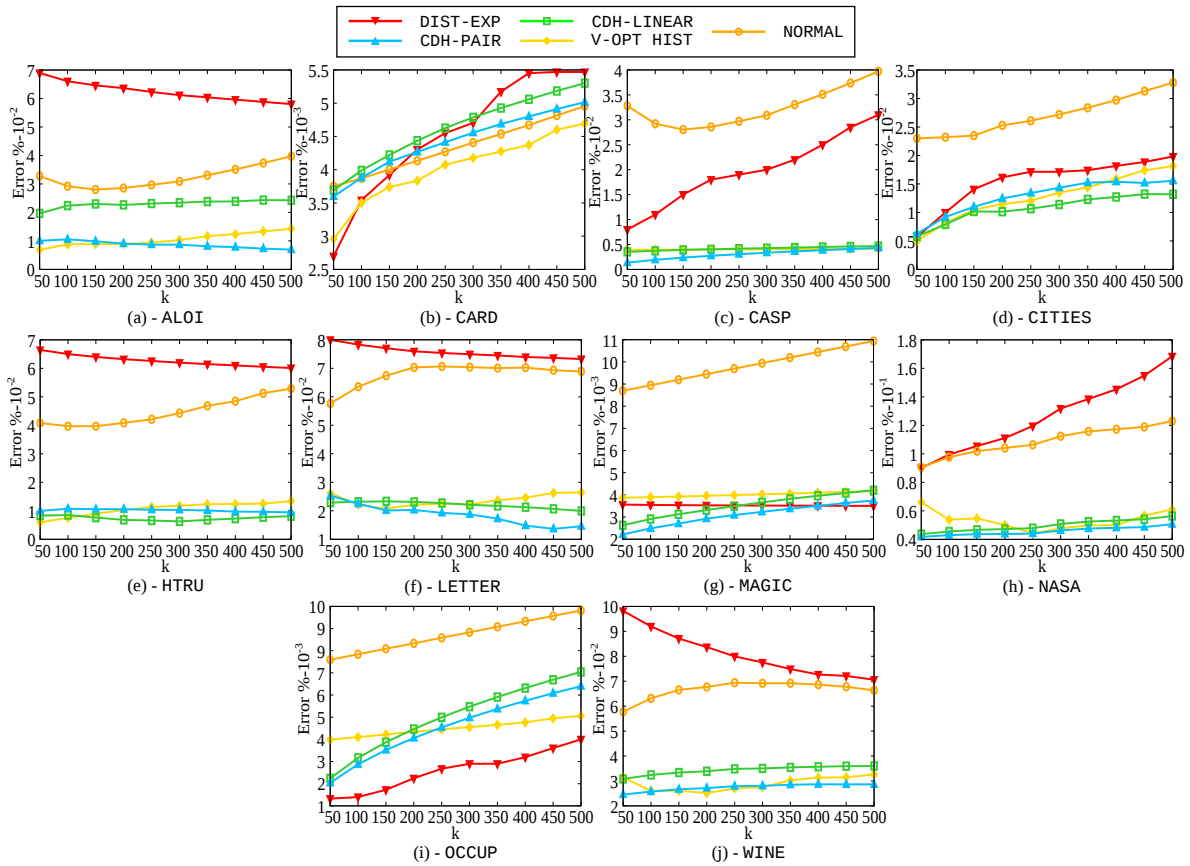 DIST-EXP CDH-LINEAR NORMAL
CDH-PAIR V-OPT HIST
7 6 5 4 3 2 1 0
Error %-10⁻²
50 100 150 200 250 300 350 400 450 500
k
(a) - ALOI
5.5 5 4.5 4 3.5 3 2.5
Error %-10⁻³
50 100 150 200 250 300 350 400 450 500
k
(b) - CARD
4 3.5 3 2.5 2 1.5 1 0.5 0
Error %-10⁻²
50 100 150 200 250 300 350 400 450 500
k
(c) - CASP
3.5 3 2.5 2 1.5 1 0.5 0
Error %-10⁻²
50 100 150 200 250 300 350 400 450 500
k
(d) - CITIES
7 6 5 4 3 2 1 0
Error %-10⁻²
50 100 150 200 250 300 350 400 450 500
k
(e) - HTRU
8 7 6 5 4 3 2 1
Error %-10⁻²
50 100 150 200 250 300 350 400 450 500
k
(f) - LETTER
11 10 9 8 7 6 5 4 3 2
Error %-10⁻³
50 100 150 200 250 300 350 400 450 500
k
(g) - MAGIC
1.8 1.6 1.4 1.2 1 0.8 0.6 0.4
Error %-10⁻¹
50 100 150 200 250 300 350 400 450 500
k
(h) - NASA
10 9 8 7 6 5 4 3 2 1
Error %-10⁻³
50 100 150 200 250 300 350 400 450 500
k
(i) - OCCUP
10 9 8 7 6 5 4 3 2
Error %-10⁻²
50 100 150 200 250 300 350 400 450 500
k
(j) - WINE